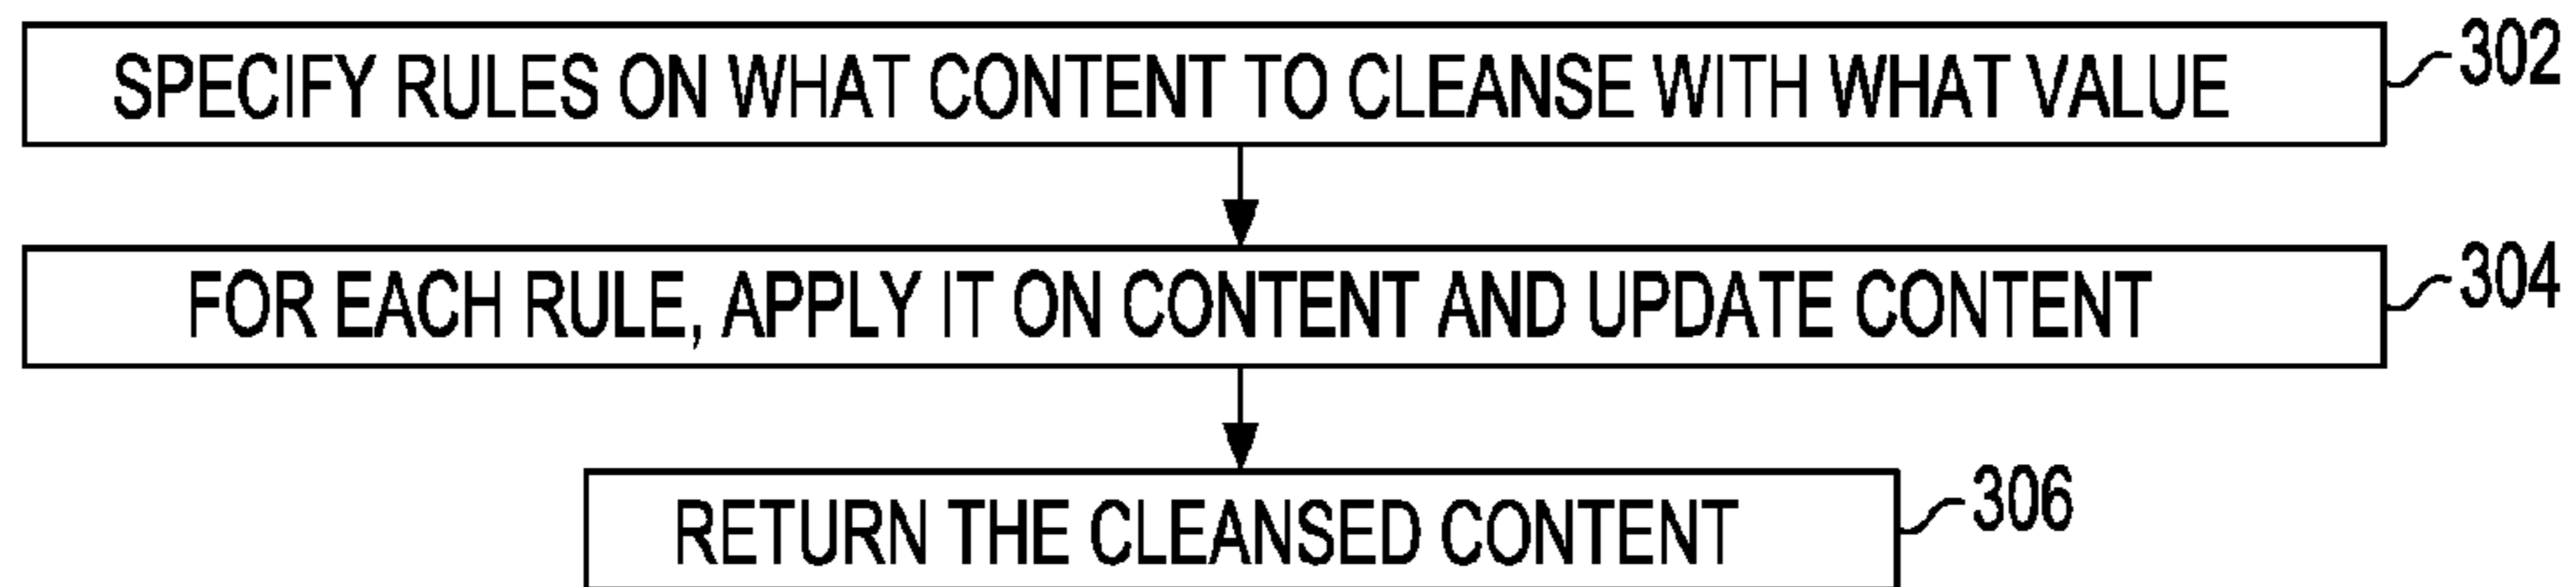 SPECIFY RULES ON WHAT CONTENT TO CLEANSE WITH WHAT VALUE
302
FOR EACH RULE, APPLY IT ON CONTENT AND UPDATE CONTENT
304
RETURN THE CLEANSED CONTENT
306